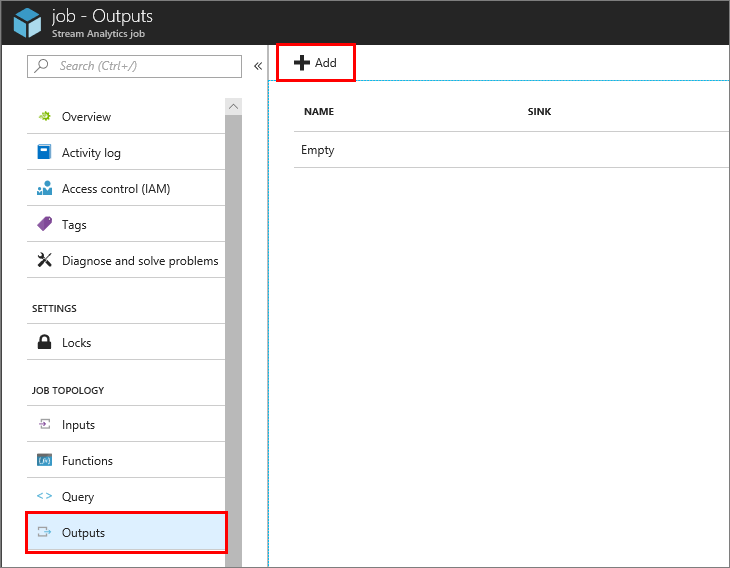 job - Outputs
Stream Analytics job
Search (Ctrl+/)
«
Overview
Activity log
Access control (IAM)
Tags
Diagnose and solve problems
SETTINGS
Locks
JOB TOPOLOGY
Inputs
Functions
Query
Outputs
Add
NAME SINK
Empty